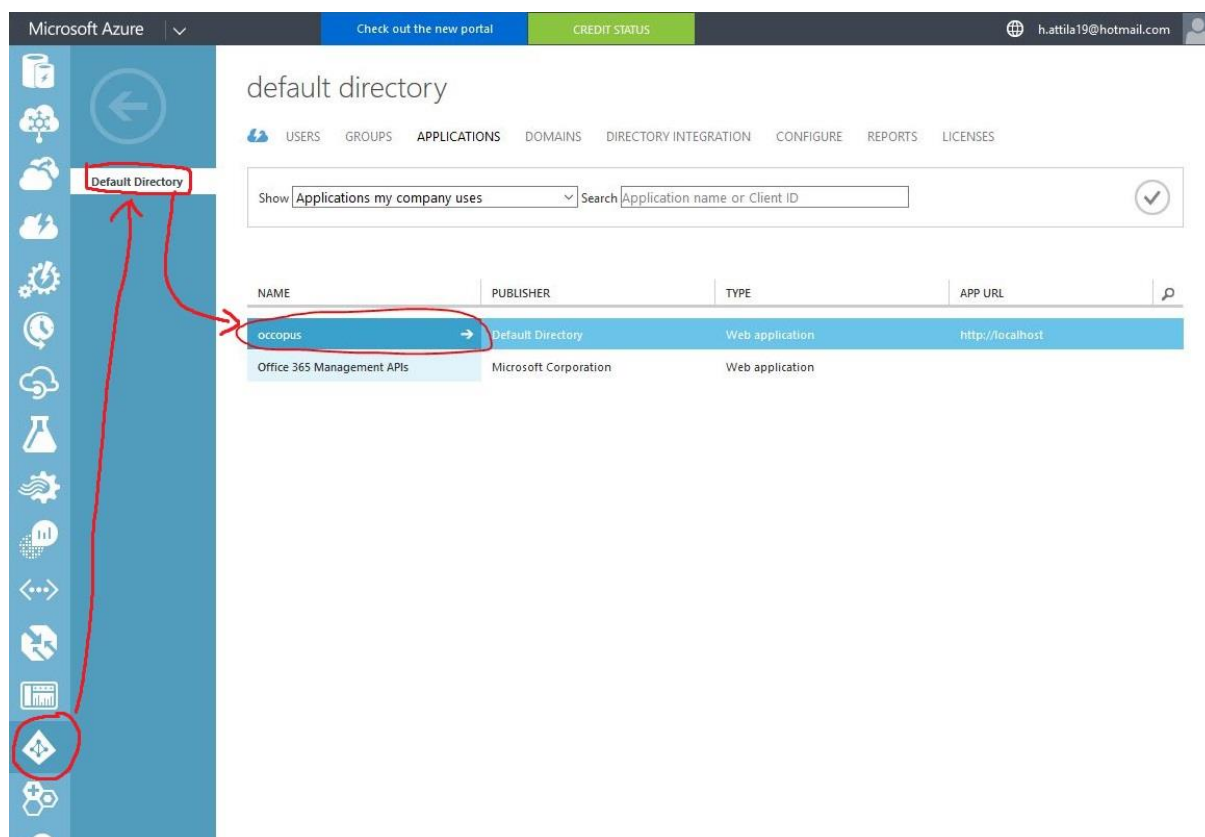 Microsoft Azure Check out the new portal CREDIT STATUS h.attila19@hotmail.com
default directory
USERS GROUPS APPLICATIONS DOMAINS DIRECTORY INTEGRATION CONFIGURE REPORTS LICENSES
Default Directory
Show Applications my company uses Search Application name or Client ID
NAME PUBLISHER TYPE APP URL
occopus Default Directory Web application http://localhost
Office 365 Management APIs Microsoft Corporation Web application